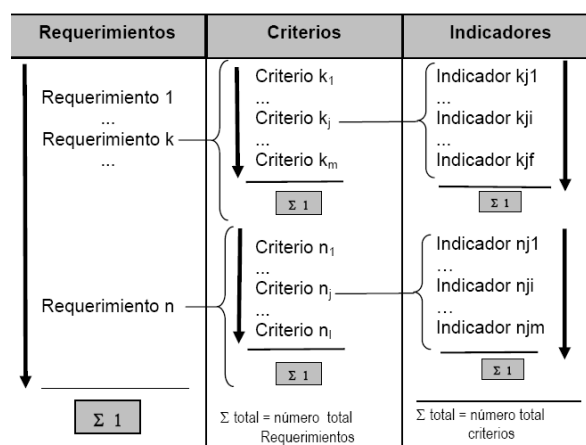 Requerimientos
Requerimiento 1
...
Requerimiento k
...
Requerimiento n
Σ 1
Criterios
Criterio k1
...
Criterio kj
...
Criterio km
Σ 1
Criterio n1
...
Criterio nj
...
Criterio nl
Σ 1
Σ total = número total
Requerimientos
Indicadores
Indicador kj1
...
Indicador kji
...
Indicador kjf
Σ 1
Indicador nj1
...
Indicador nji
...
Indicador njm
Σ 1
Σ total = número total
criterios